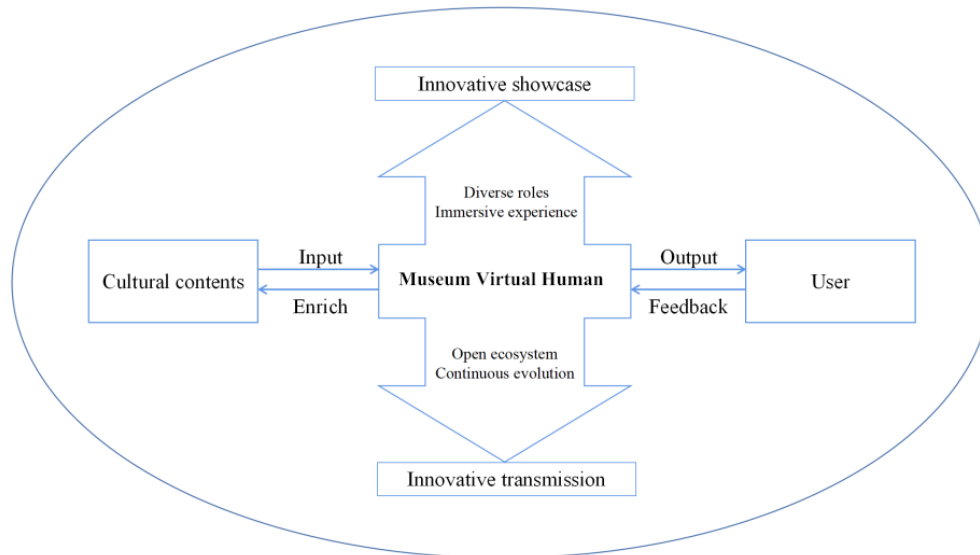 Innovative showcase
Diverse roles
Immersive experience
Cultural contents
Input
Enrich
Museum Virtual Human
Output
Feedback
User
Open ecosystem
Continuous evolution
Innovative transmission